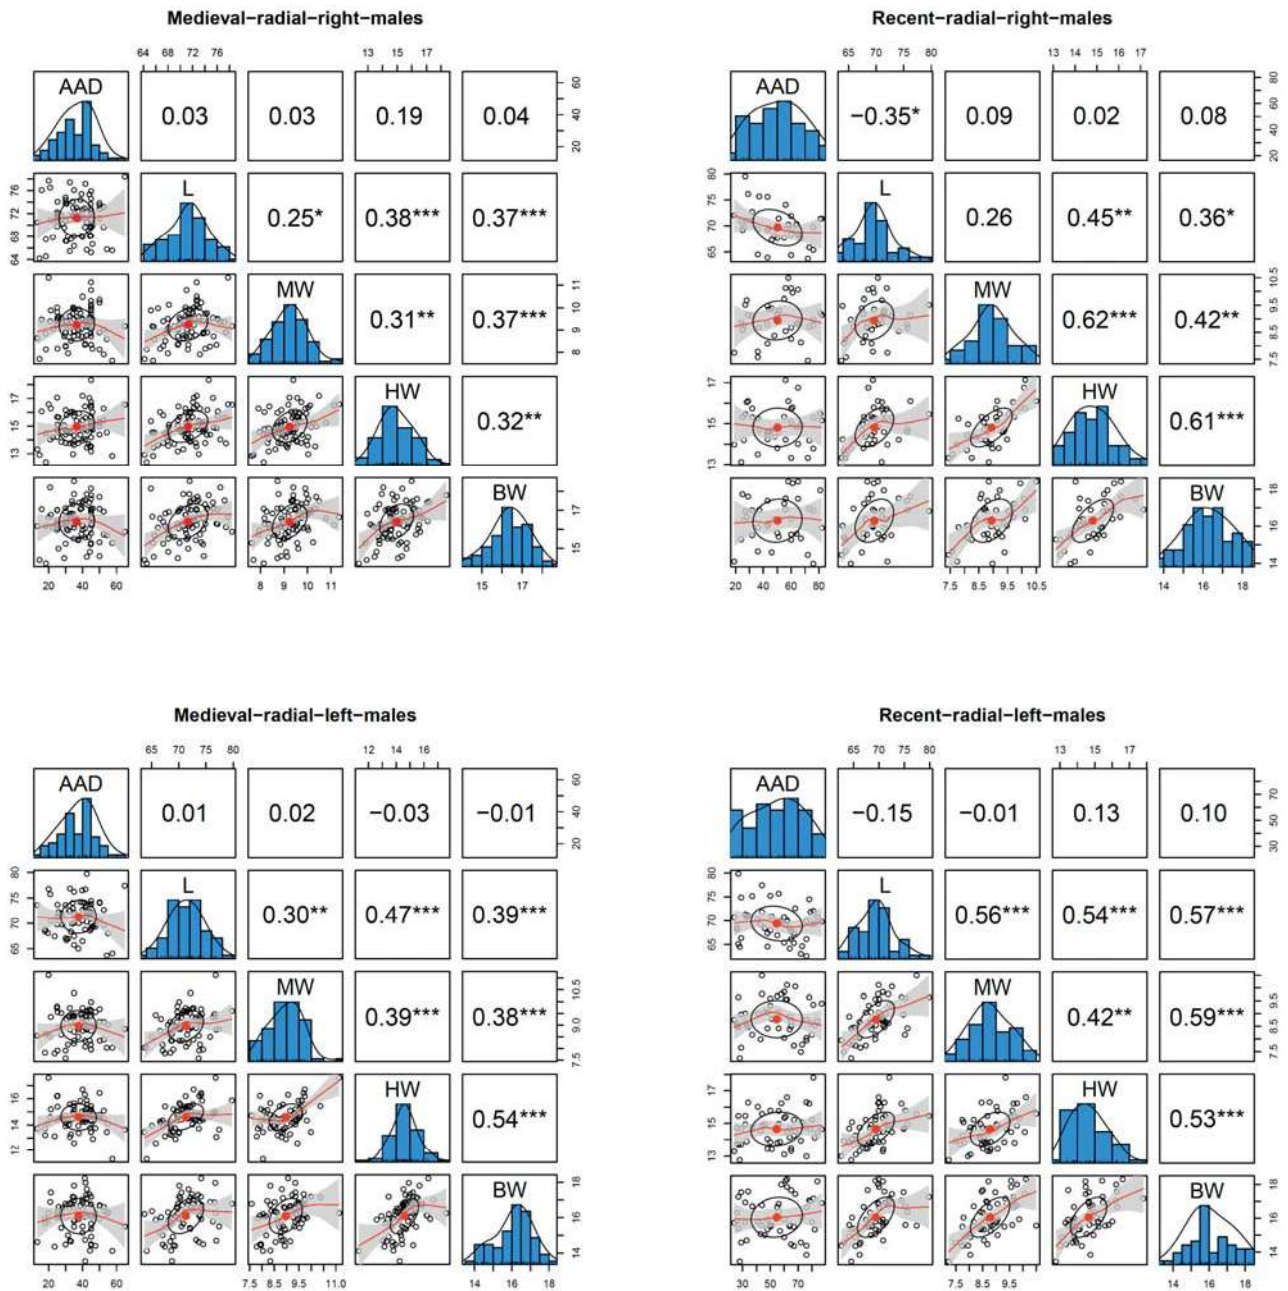 Medieval−radial−right−males
64 68 72 76
13 15 17
AAD
0.03
0.03
0.19
0.04
20 40 60
64 68 72 76
L
0.25*
0.38***
0.37***
MW
0.31**
0.37***
8 9 10 11
13 15 17
HW
0.32**
BW
15 17
20 40 60
8 9 10 11
15 17
Recent−radial−right−males
65 70 75 80
13 14 15 16 17
AAD
−0.35*
0.09
0.02
0.08
20 40 60 80
65 70 75 80
L
0.26
0.45**
0.36*
MW
0.62***
0.42**
7.5 8.5 9.5 10.5
13 15 17
HW
0.61***
BW
14 16 18
20 40 60 80
7.5 8.5 9.5 10.5
14 16 18
Medieval−radial−left−males
65 70 75 80
12 14 16
AAD
0.01
0.02
−0.03
−0.01
20 40 60
65 70 75 80
L
0.30**
0.47***
0.39***
MW
0.39***
0.38***
7.5 9.0 10.5
12 14 16
HW
0.54***
BW
14 16 18
20 40 60
7.5 8.5 9.5 11.0
14 16 18
Recent−radial−left−males
65 70 75 80
13 14 15 16 17
AAD
−0.15
−0.01
0.13
0.10
30 50 70
65 70 75 80
L
0.56***
0.54***
0.57***
MW
0.42**
0.59***
7.5 8.5 9.5
13 15 17
HW
0.53***
BW
14 16 18
30 50 70
7.5 8.5 9.5
14 16 18